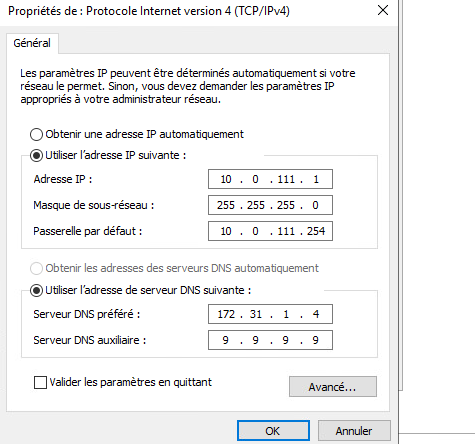 Propriétés de : Protocole Internet version 4 (TCP/IPv4)
Général
Les paramètres IP peuvent être déterminés automatiquement si votre
réseau le permet. Sinon, vous devez demander les paramètres IP
appropriés à votre administrateur réseau.
Obtenir une adresse IP automatiquement
Utiliser l'adresse IP suivante :
Adresse IP : 10 . 0 . 111 . 1
Masque de sous-réseau : 255 . 255 . 255 . 0
Passerelle par défaut : 10 . 0 . 111 . 254
Obtenir les adresses des serveurs DNS automatiquement
Utiliser l'adresse de serveur DNS suivante :
Serveur DNS préféré : 172 . 31 . 1 . 4
Serveur DNS auxiliaire : 9 . 9 . 9 . 9
Valider les paramètres en quittant
Avancé...
OK Annuler